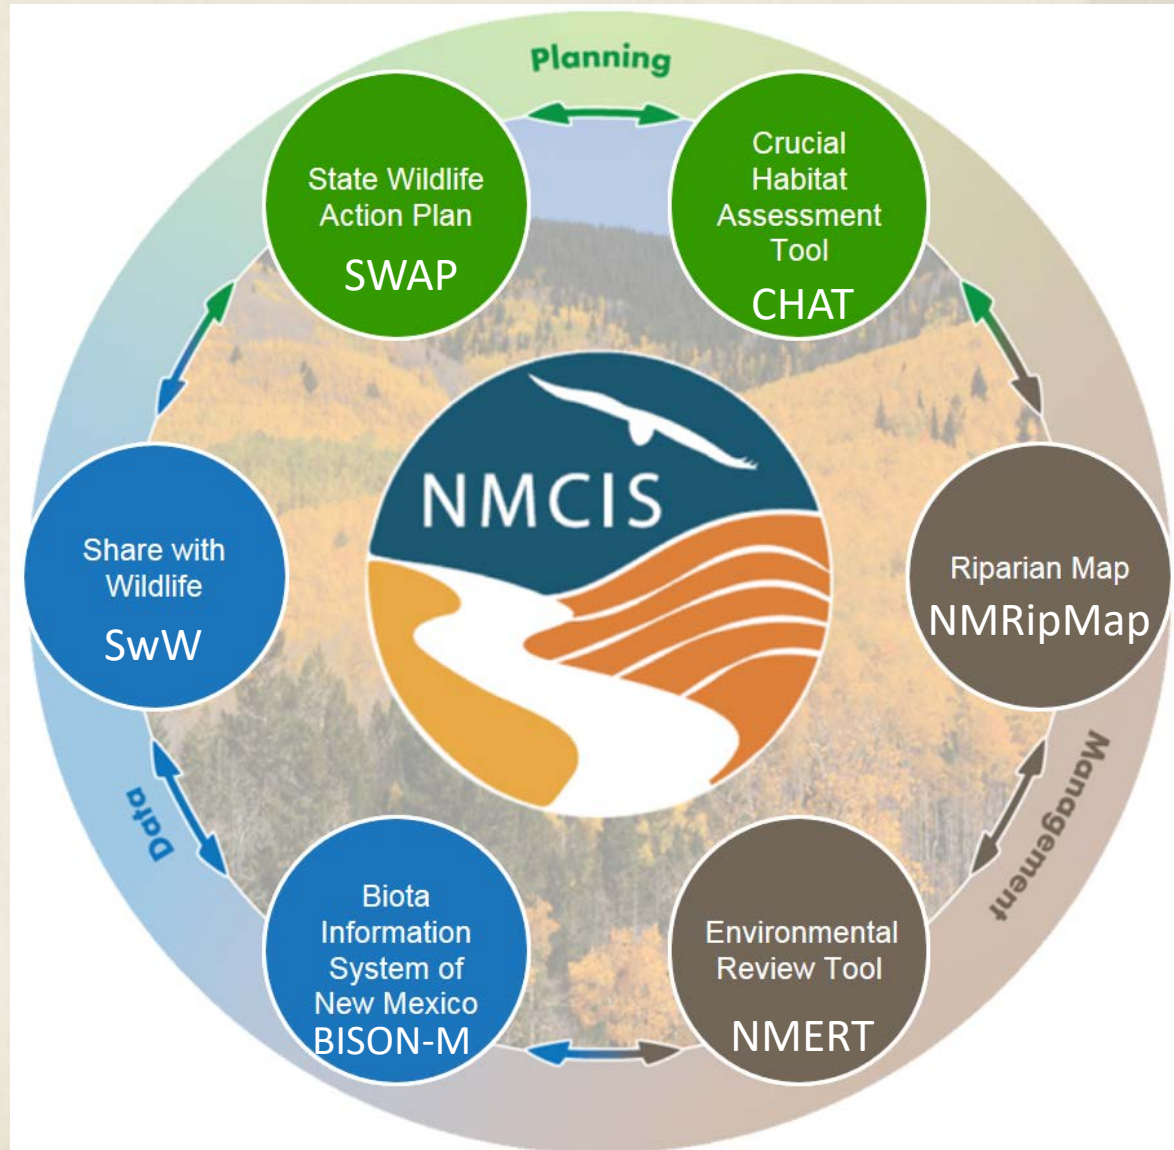 Planning
State Wildlife
Action Plan
SWAP
Crucial
Habitat
Assessment
Tool
CHAT
NMCIS
Share with
Wildlife
SwW
Riparian Map
NMRipMap
Data
Management
Biota
Information
System of
New Mexico
BISON-M
Environmental
Review Tool
NMERT